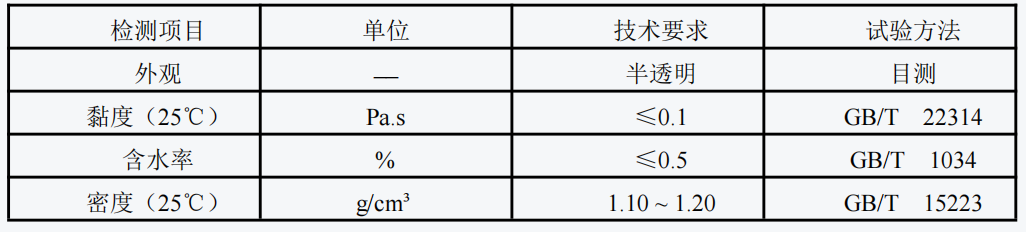 检测项目 单位 技术要求 试验方法
外观 — 半透明 目测
黏度（25℃） Pa.s ≤0.1 GB/T 22314
含水率 % ≤0.5 GB/T 1034
密度（25℃） g/cm³ 1.10 ~ 1.20 GB/T 15223